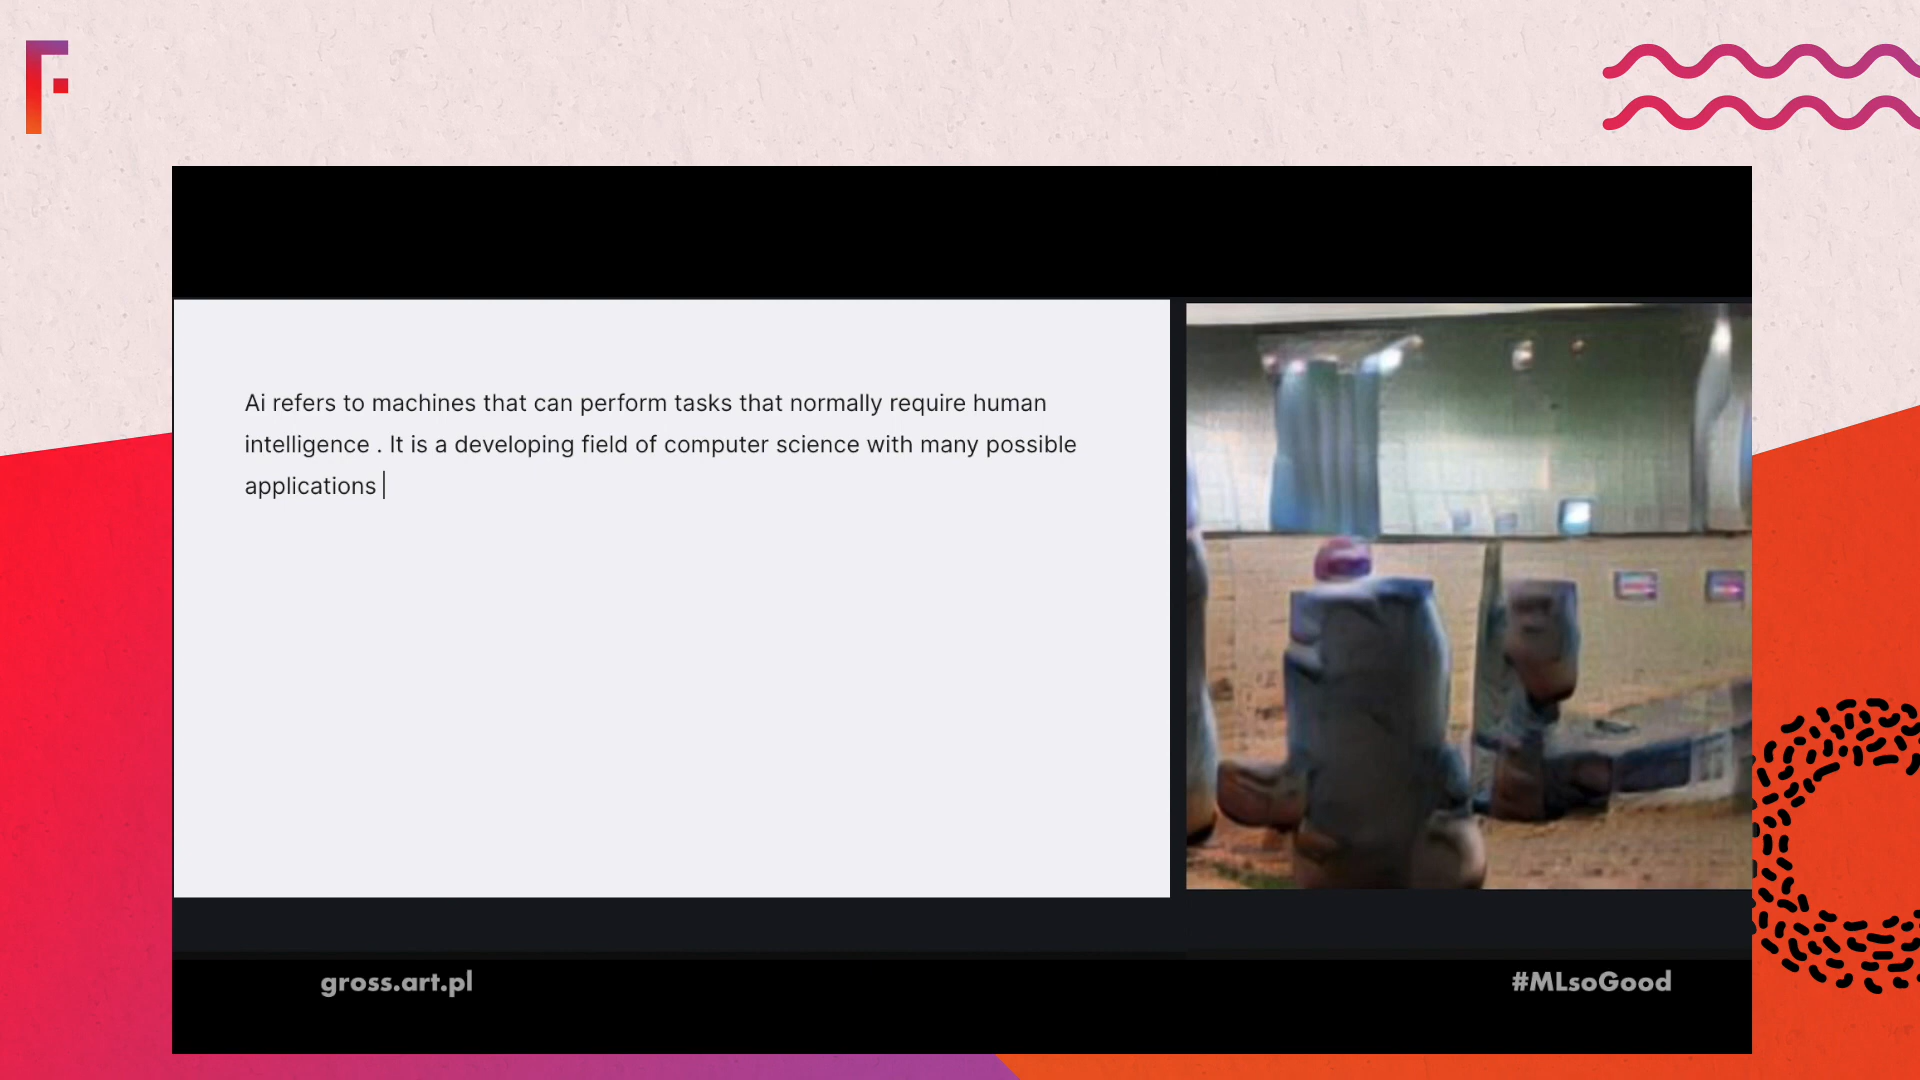 F
Ai refers to machines that can perform tasks that normally require human
intelligence . It is a developing field of computer science with many possible
applications
gross.art.pl
#MLsoGood